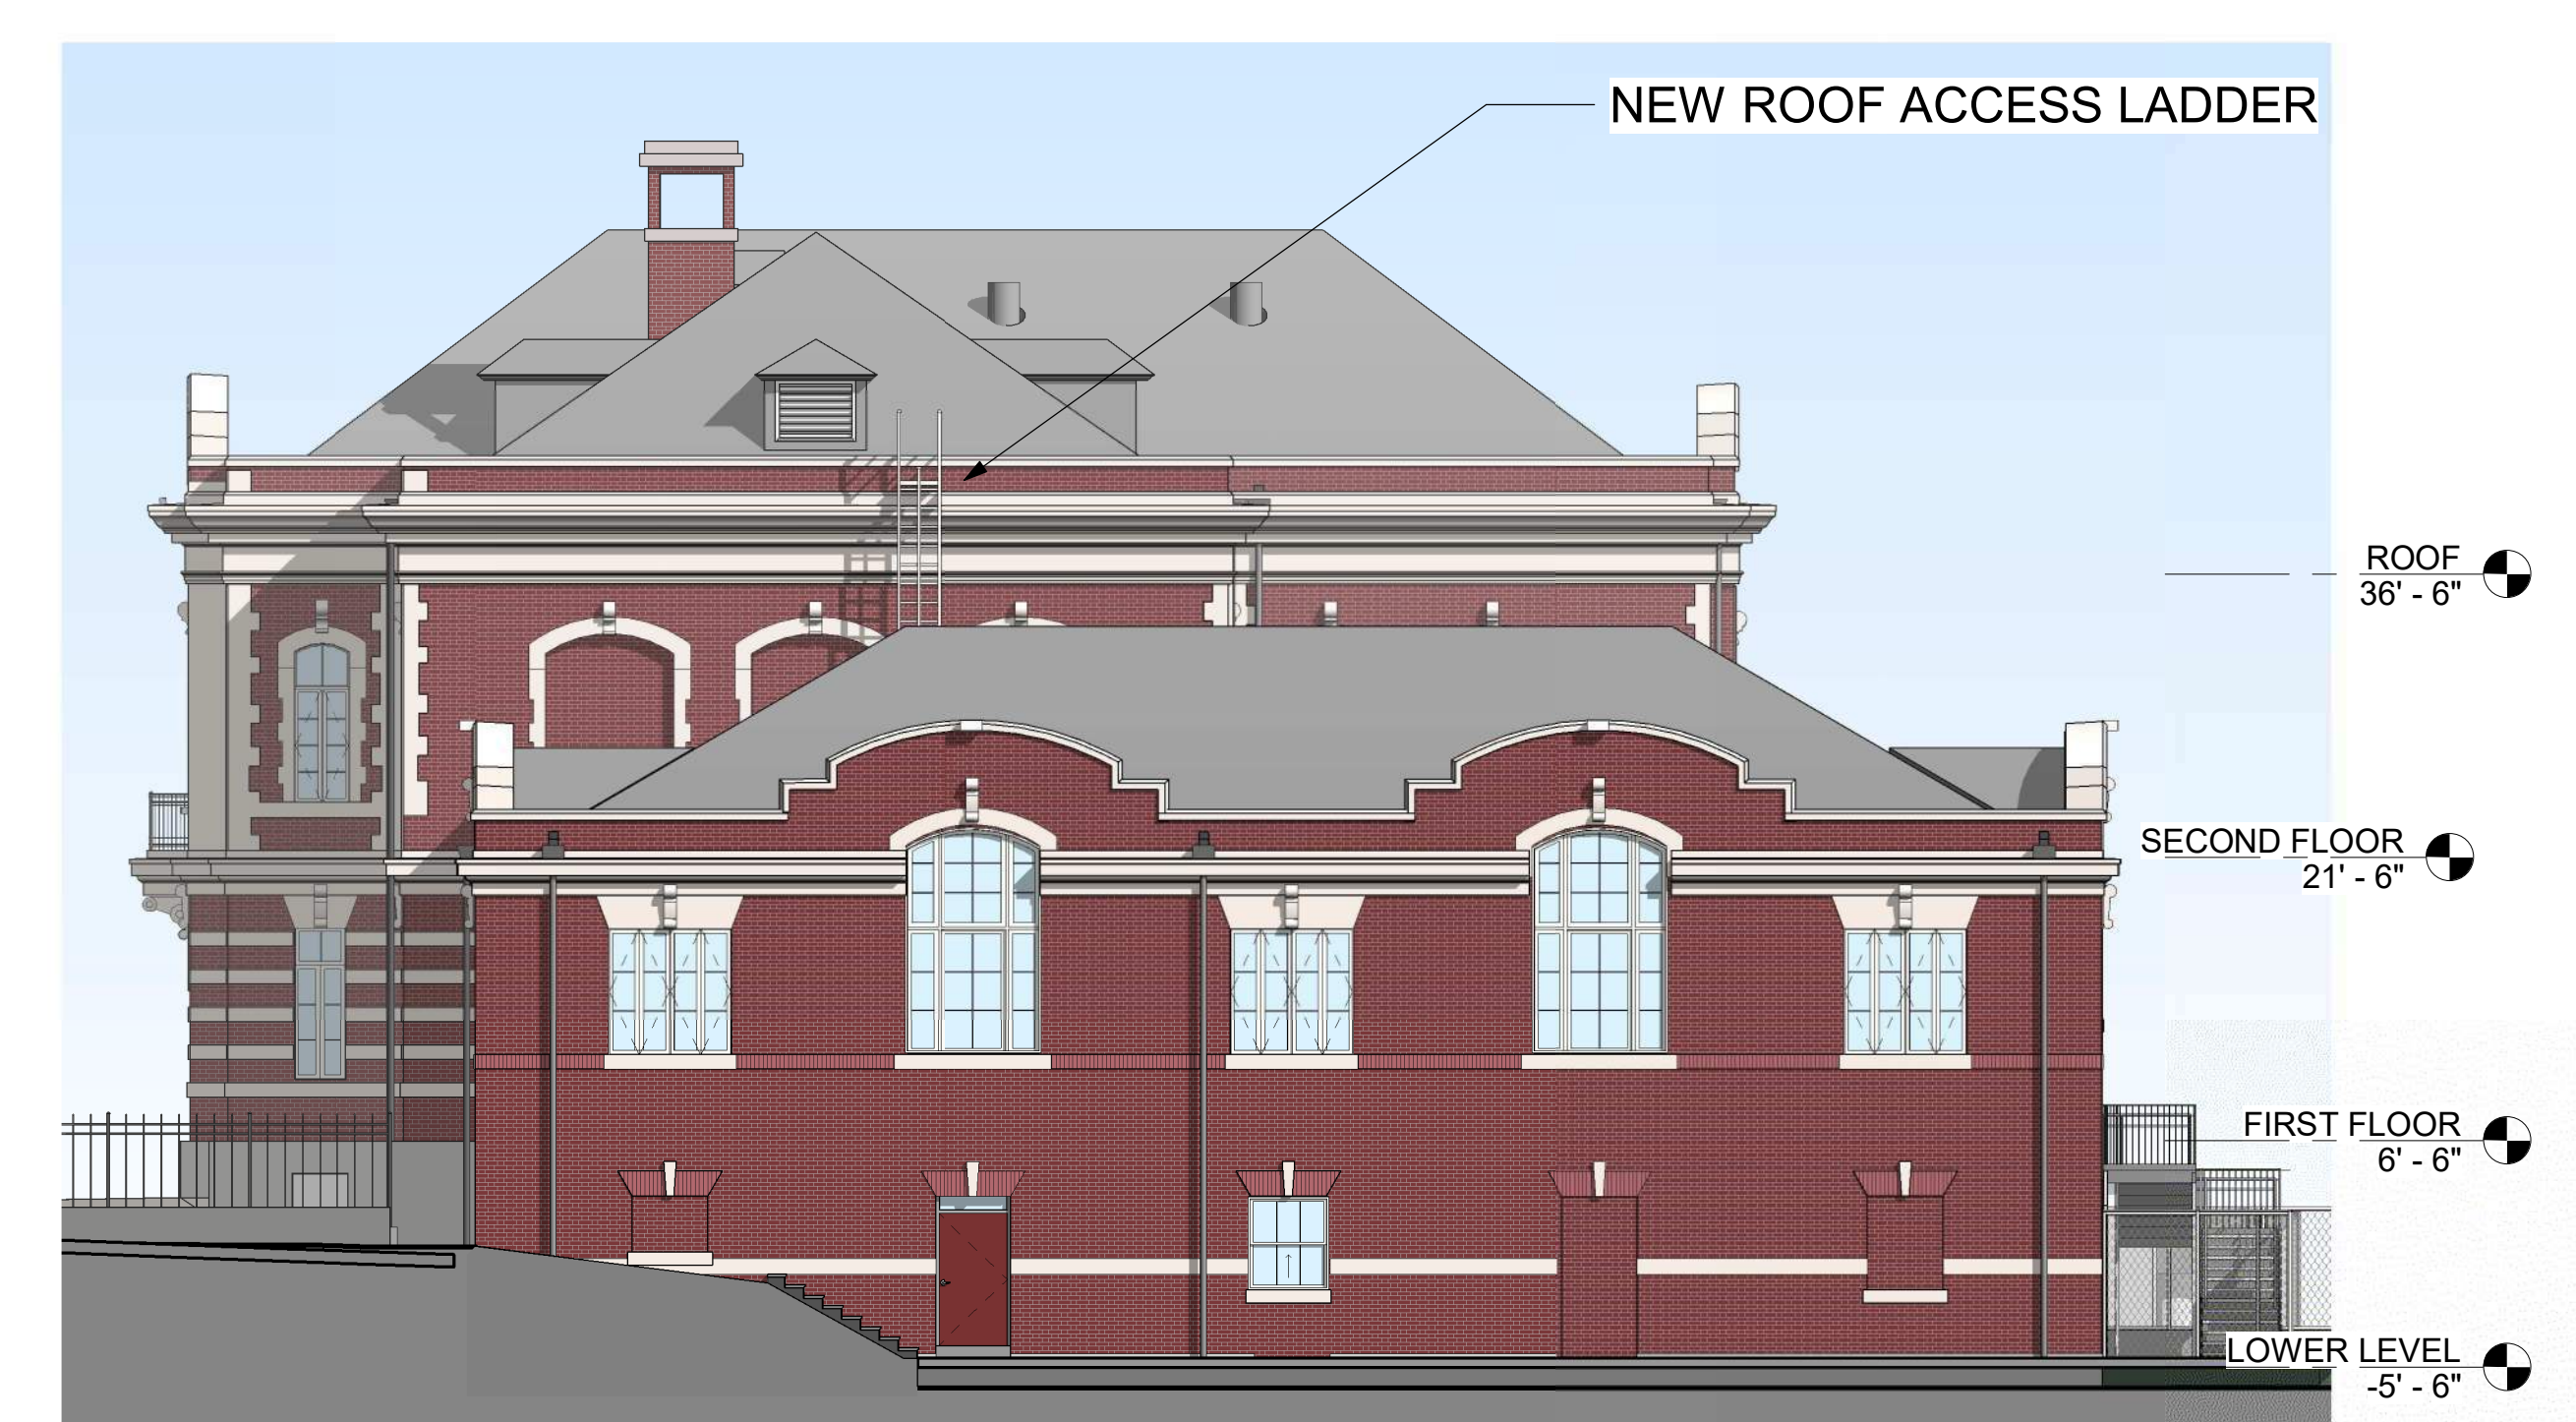 NEW ROOF ACCESS LADDER
ROOF
36' - 6"
SECOND FLOOR
21' - 6"
FIRST FLOOR
6' - 6"
LOWER LEVEL
-5' - 6"